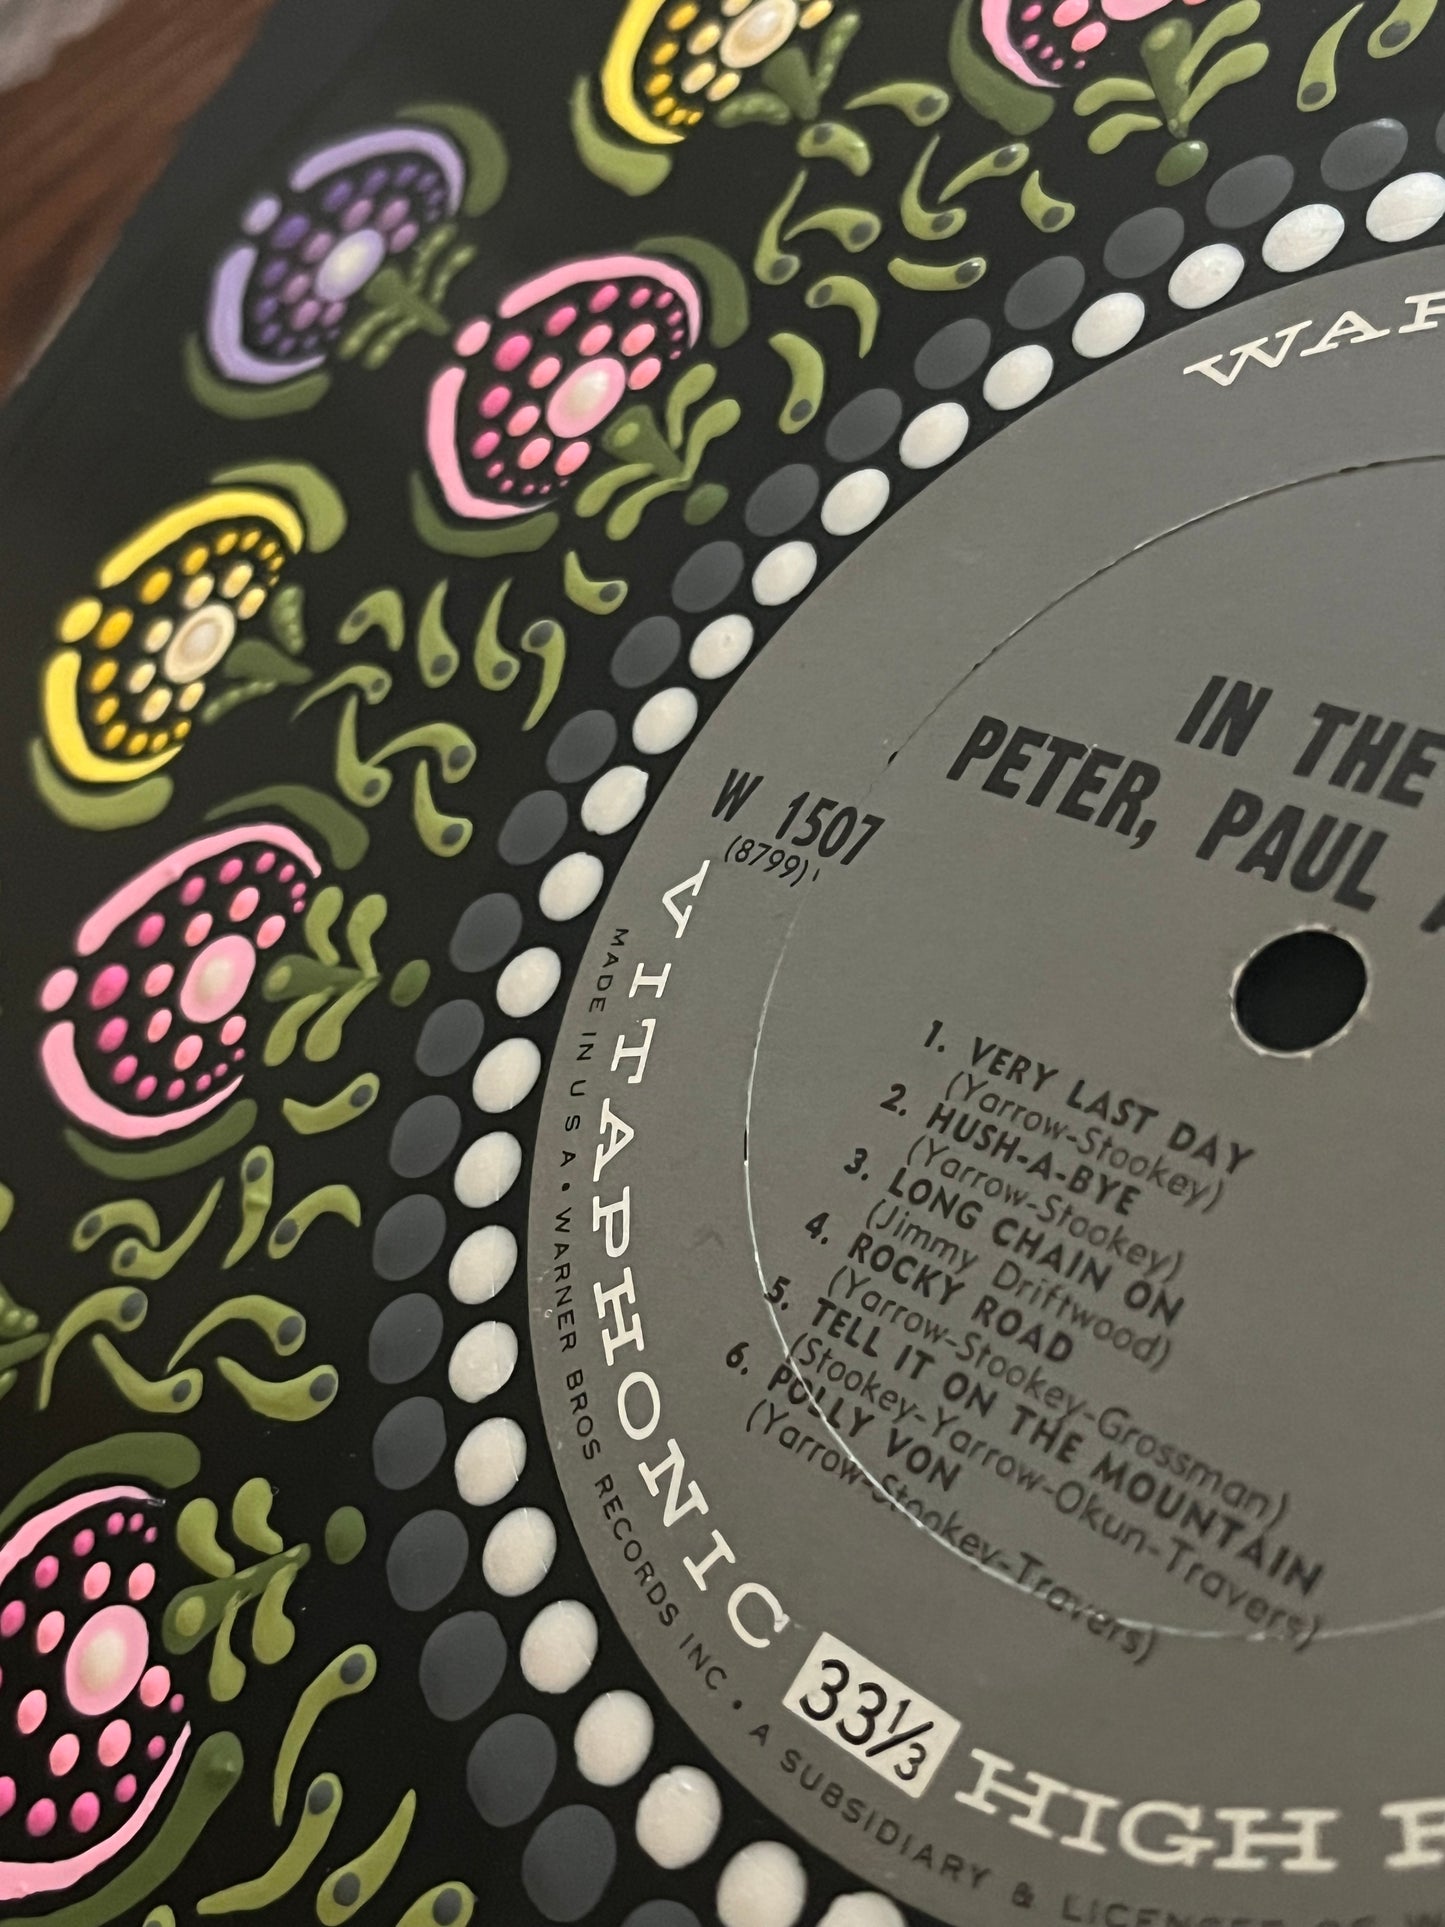 IN THE
PETER, PAUL
W 1507
(8799)
1. VERY LAST DAY
(Yarrow-Stookey)
2. HUSH-A-BYE
(Yarrow-Stookey)
3. LONG CHAIN ON
(Jimmy Driftwood)
4. ROCKY ROAD
(Yarrow-Stookey-Grossman)
5. TELL IT ON THE MOUNTAIN
(Stookey-Yarrow-Okun-Travers)
6. POLLY VON
(Yarrow-Stookey-Travers)
VITAPHONIC 33⅓ HIGH
MADE IN U S A • WARNER BROS RECORDS INC • A SUBSIDIARY &